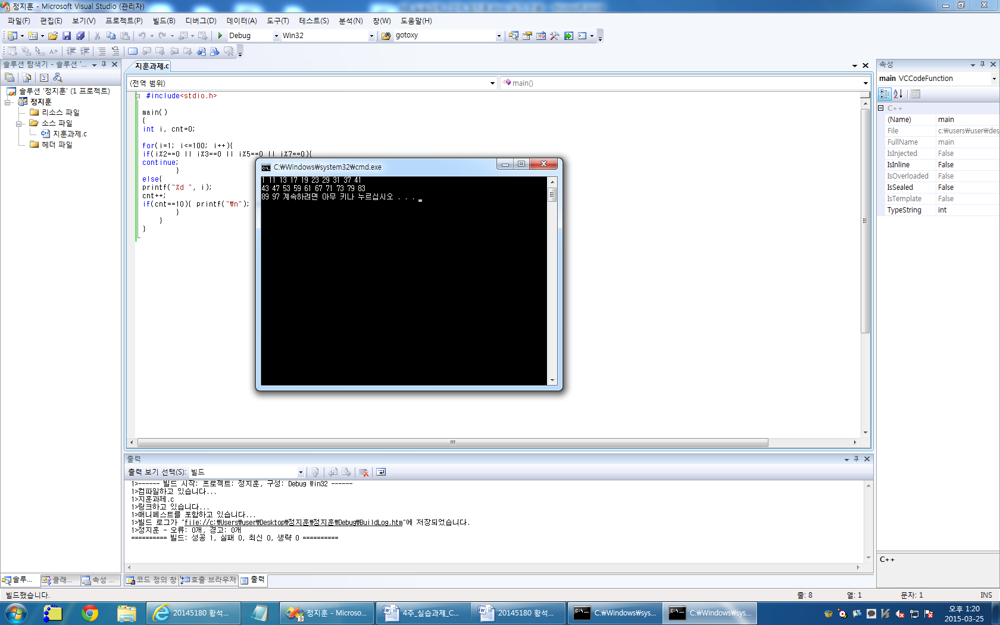 정지훈 - Microsoft Visual Studio (관리자)
파일(F) 편집(E) 보기(V) 프로젝트(P) 빌드(B) 디버그(D) 데이터(A) 도구(T) 테스트(S) 분석(N) 창(W) 도움말(H)
Debug Win32 gotoxy
솔루션 탐색기 - 솔루션 '...
솔루션 '정지훈' (1 프로젝트)
정지훈
리소스 파일
소스 파일
지훈과제.c
헤더 파일
지훈과제.c
(전역 범위) main()
#include<stdio.h>
main()
{
int i, cnt=0;
for(i=1; i<=100; i++){
if(i%2==0 || i%3==0 || i%5==0 || i%7==0){
continue;
}
else{
printf("%d ", i);
cnt++;
if(cnt==10){ printf("₩n");
}
}
}
C:₩Windows₩system32₩cmd.exe
1 11 13 17 19 23 29 31 37 41
43 47 53 59 61 67 71 73 79 83
89 97 계속하려면 아무 키나 누르십시오 . . .
속성
main VCCodeFunction
C++
(Name) main
File c:₩users₩user₩des
FullName main
IsInjected False
IsInline False
IsOverloaded False
IsSealed False
IsTemplate False
TypeString int
C++
출력
출력 보기 선택(S): 빌드
1>------ 빌드 시작: 프로젝트: 정지훈, 구성: Debug Win32 ------
1>컴파일하고 있습니다...
1>지훈과제.c
1>링크하고 있습니다...
1>매니페스트를 포함하고 있습니다...
1>빌드 로그가 "file://c:₩Users₩user₩Desktop₩정지훈₩정지훈₩Debug₩BuildLog.htm"에 저장되었습니다.
1>정지훈 - 오류: 0개, 경고: 0개
========== 빌드: 성공 1, 실패 0, 최신 0, 생략 0 ==========
솔루... 클래... 속성 ...
코드 정의 창 호출 브라우저 출력
빌드했습니다. 줄: 8 열: 1 문자: 1 INS
20145180 황석... 정지훈 - Microso... 4주_실습과제_C... 20145180 황석... C:₩Windows₩sys... C:₩Windows₩sys...
오후 1:20
2015-03-25